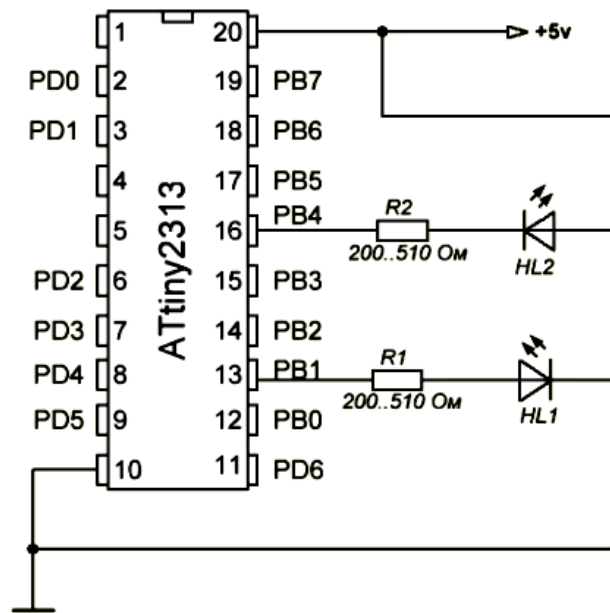 1 20 +5v
PD0 2 19 PB7
PD1 3 18 PB6
4 17 PB5
5 16 PB4 R2
200..510 Ом HL2
PD2 6 15 PB3
PD3 7 14 PB2
PD4 8 13 PB1 R1
200..510 Ом HL1
PD5 9 12 PB0
10 11 PD6
ATtiny2313